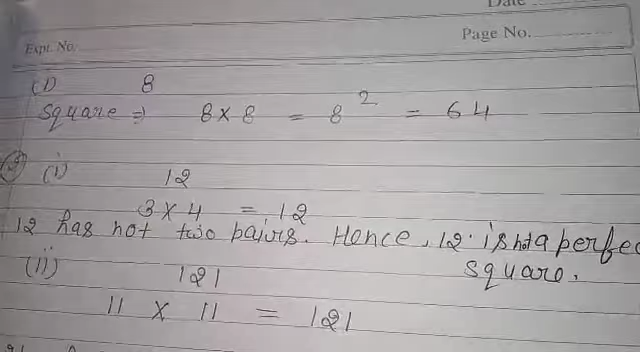 Date
Page No.
Expt. No.
(i) 8
Square ⇒ 8 × 8 = 8² = 64
(i) 12
3 × 4 = 12
12 has not two pairs. Hence, 12 is not a perfec
square.
(ii) 121
11 × 11 = 121